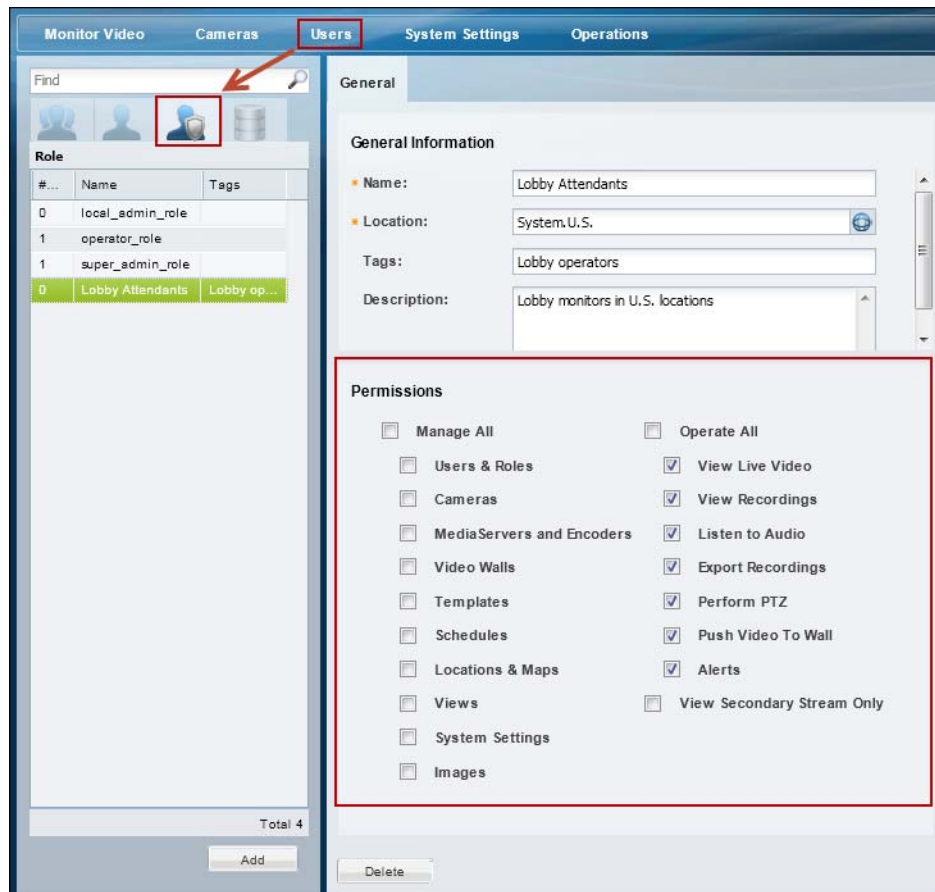 Monitor Video Cameras Users System Settings Operations
Find
Role
#... Name Tags
0 local_admin_role
1 operator_role
1 super_admin_role
0 Lobby Attendants Lobby op...
Total 4
Add
General
General Information
* Name: Lobby Attendants
* Location: System.U.S.
Tags: Lobby operators
Description: Lobby monitors in U.S. locations
Permissions
Manage All Operate All
Users & Roles View Live Video
Cameras View Recordings
MediaServers and Encoders Listen to Audio
Video Walls Export Recordings
Templates Perform PTZ
Schedules Push Video To Wall
Locations & Maps Alerts
Views View Secondary Stream Only
System Settings
Images
Delete